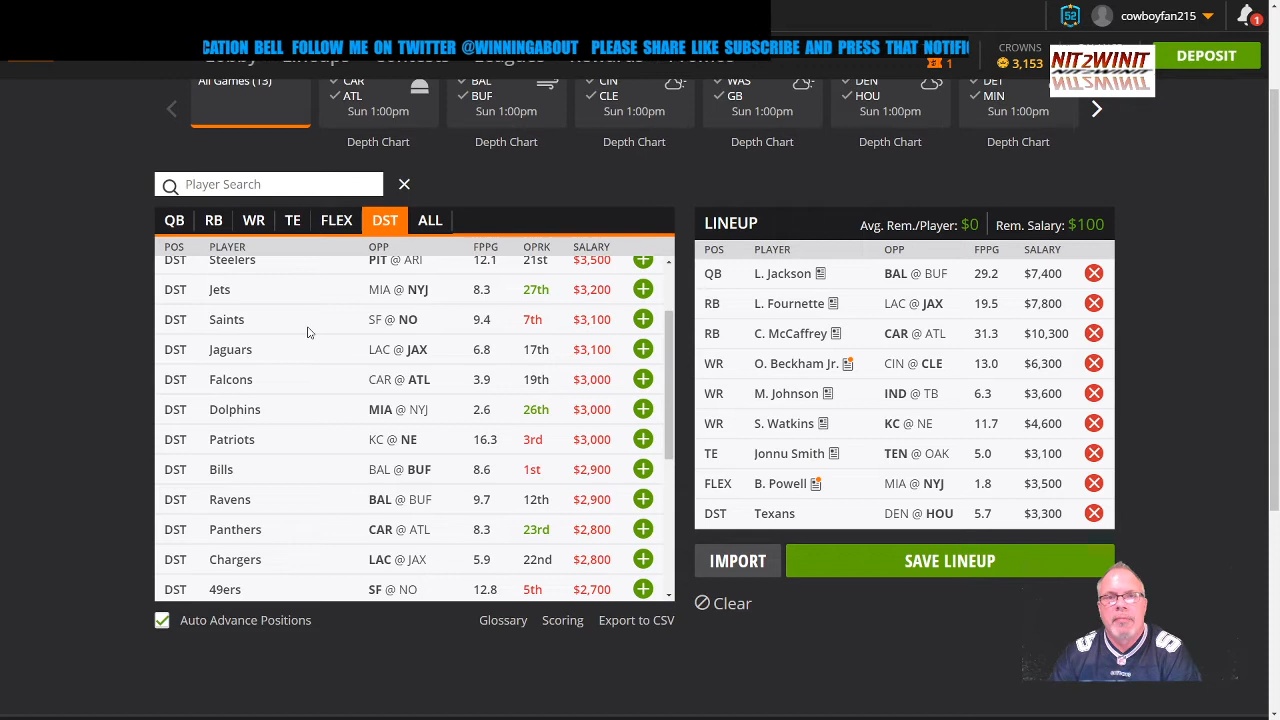 52 cowboyfan215 1
CATION BELL FOLLOW ME ON TWITTER @WINNINGABOUT PLEASE SHARE LIKE SUBSCRIBE AND PRESS THAT NOTIFI
CROWNS
3,153
1
DEPOSIT
NIT2WINIT
Lobby Lineups Leagues Rewards Promos
All Games (13)
CAR
ATL
Sun 1:00pm
Depth Chart
BAL
BUF
Sun 1:00pm
Depth Chart
CIN
CLE
Sun 1:00pm
Depth Chart
WAS
GB
Sun 1:00pm
Depth Chart
DEN
HOU
Sun 1:00pm
Depth Chart
DET
MIN
Sun 1:00pm
Depth Chart
Player Search
QB RB WR TE FLEX DST ALL
POS PLAYER OPP FPPG OPRK SALARY
DST Steelers PIT @ ARI 12.1 21st $3,500
DST Jets MIA @ NYJ 8.3 27th $3,200
DST Saints SF @ NO 9.4 7th $3,100
DST Jaguars LAC @ JAX 6.8 17th $3,100
DST Falcons CAR @ ATL 3.9 19th $3,000
DST Dolphins MIA @ NYJ 2.6 26th $3,000
DST Patriots KC @ NE 16.3 3rd $3,000
DST Bills BAL @ BUF 8.6 1st $2,900
DST Ravens BAL @ BUF 9.7 12th $2,900
DST Panthers CAR @ ATL 8.3 23rd $2,800
DST Chargers LAC @ JAX 5.9 22nd $2,800
DST 49ers SF @ NO 12.8 5th $2,700
Auto Advance Positions
Glossary Scoring Export to CSV
LINEUP Avg. Rem./Player: $0 Rem. Salary: $100
POS PLAYER OPP FPPG SALARY
QB L. Jackson BAL @ BUF 29.2 $7,400
RB L. Fournette LAC @ JAX 19.5 $7,800
RB C. McCaffrey CAR @ ATL 31.3 $10,300
WR O. Beckham Jr. CIN @ CLE 13.0 $6,300
WR M. Johnson IND @ TB 6.3 $3,600
WR S. Watkins KC @ NE 11.7 $4,600
TE Jonnu Smith TEN @ OAK 5.0 $3,100
FLEX B. Powell MIA @ NYJ 1.8 $3,500
DST Texans DEN @ HOU 5.7 $3,300
IMPORT SAVE LINEUP
Clear